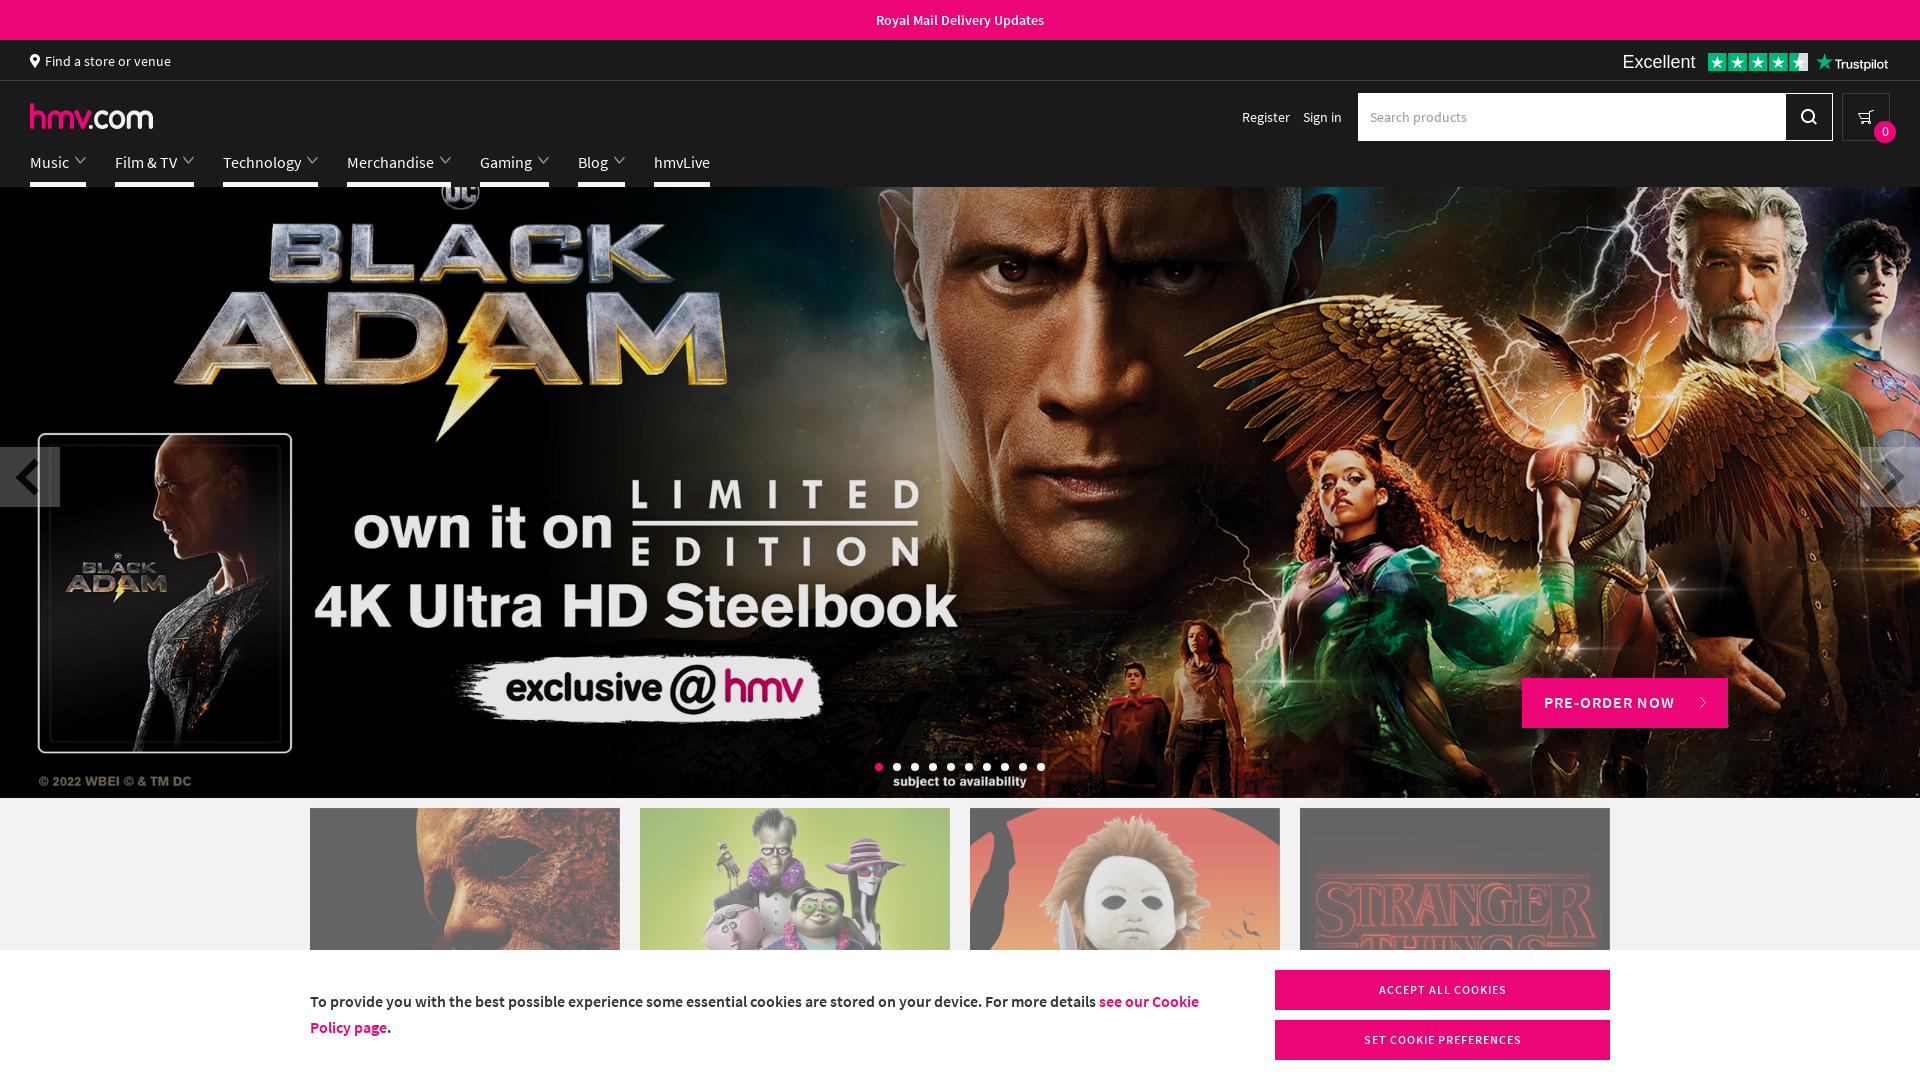 Royal Mail Delivery Updates
Find a store or venue
Excellent
Trustpilot
hmv.com
Register
Sign in
Search products
0
Music
Film & TV
Technology
Merchandise
Gaming
Blog
hmvLive
DC
BLACK
ADAM
own it on LIMITED EDITION
4K Ultra HD Steelbook
exclusive @ hmv
BLACK
ADAM
PRE-ORDER NOW
© 2022 WBEI © & TM DC
subject to availability
STRANGER
THINGS
To provide you with the best possible experience some essential cookies are stored on your device. For more details see our Cookie
Policy page.
ACCEPT ALL COOKIES
SET COOKIE PREFERENCES